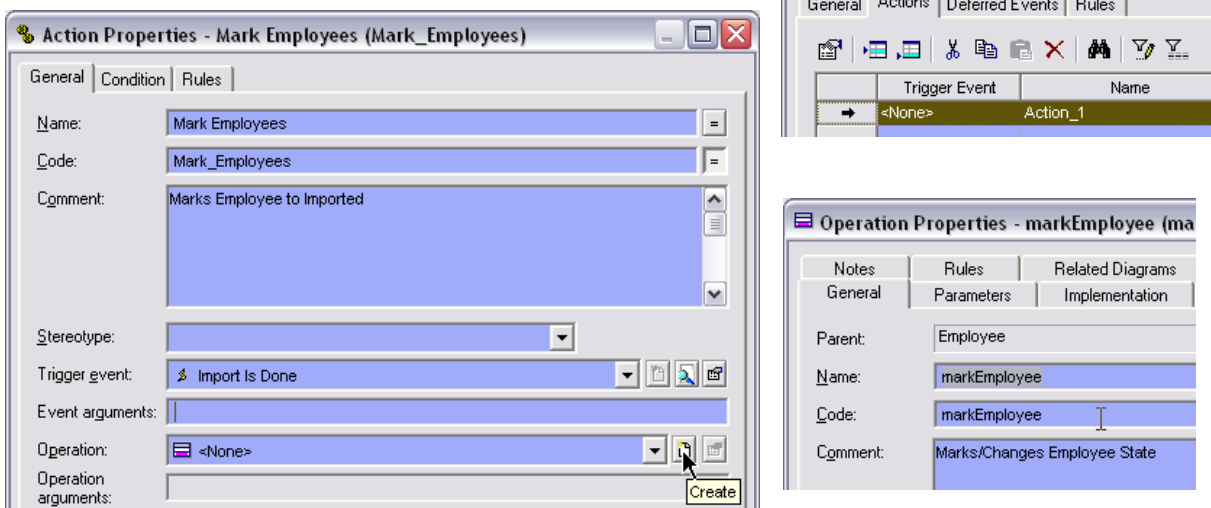 Action Properties - Mark Employees (Mark_Employees)
General Condition Rules
Name: Mark Employees =
Code: Mark_Employees =
Comment: Marks Employee to Imported
Stereotype:
Trigger event: Import Is Done
Event arguments:
Operation: <None>
Operation
arguments:
Create
General Actions Deferred Events Rules
Trigger Event Name
<None> Action_1
Operation Properties - markEmployee (ma
Notes Rules Related Diagrams
General Parameters Implementation
Parent: Employee
Name: markEmployee
Code: markEmployee
Comment: Marks/Changes Employee State